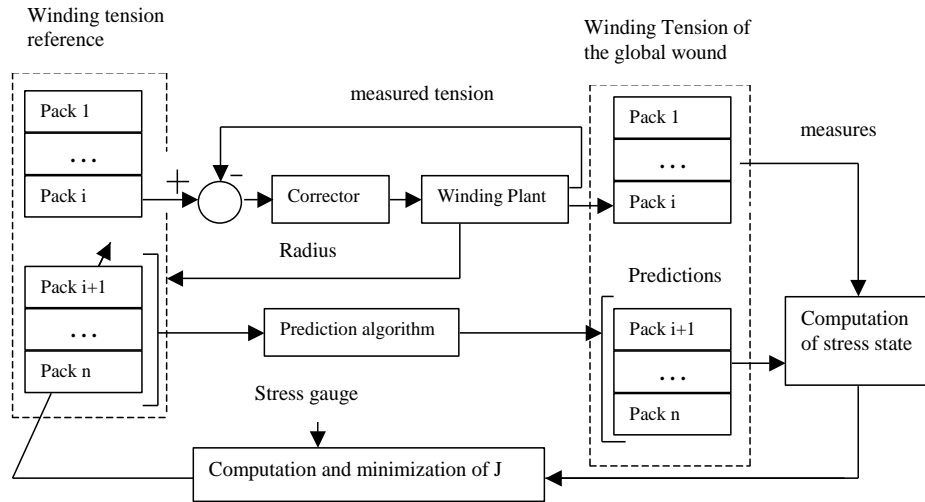 Winding tension
reference
Pack 1
...
Pack i
Pack i+1
...
Pack n
measured tension
+
-
Corrector
Winding Plant
Radius
Prediction algorithm
Stress gauge
Computation and minimization of J
Winding Tension of
the global wound
Pack 1
...
Pack i
Predictions
Pack i+1
...
Pack n
measures
Computation
of stress state